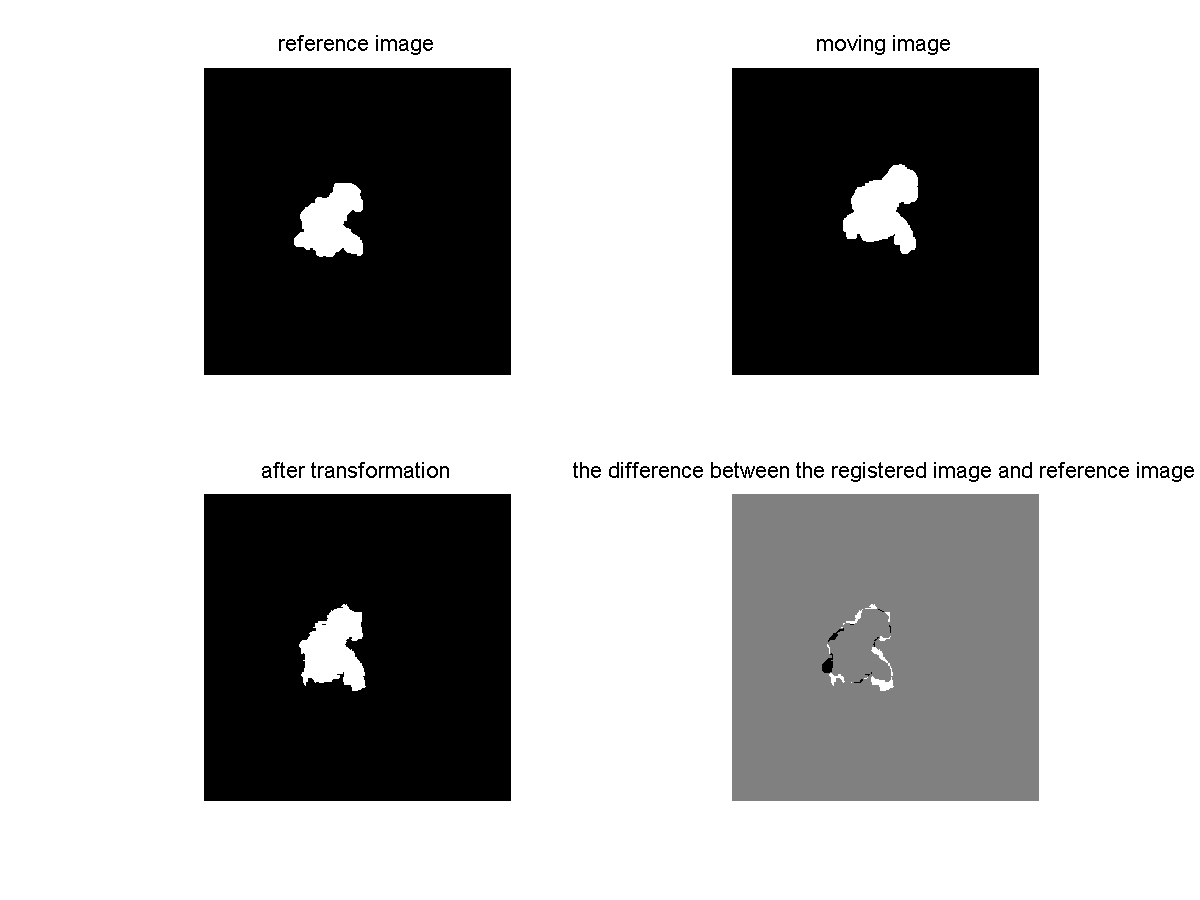 reference image
moving image
after transformation
the difference between the registered image and reference image